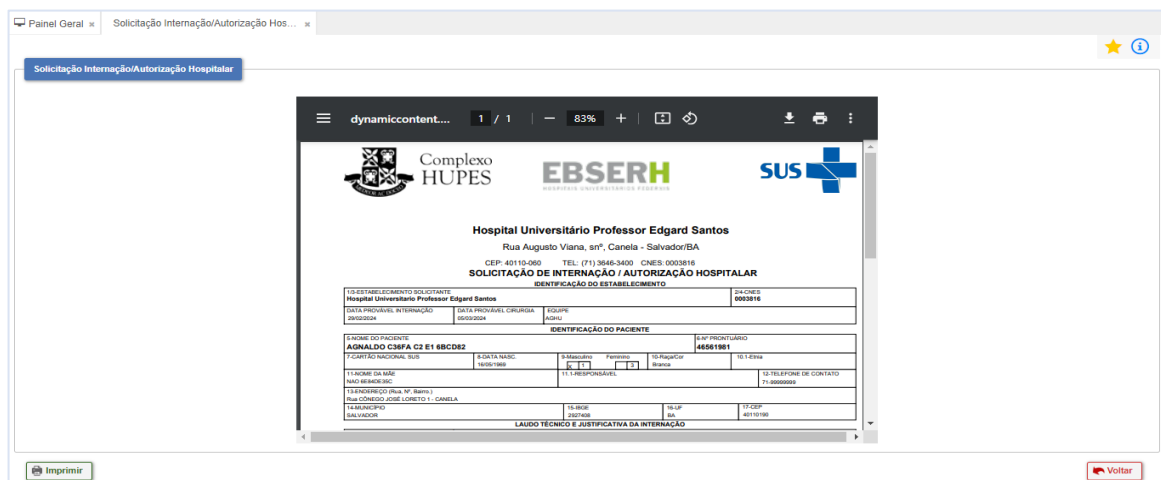 Painel Geral × Solicitação Internação/Autorização Hos... ×
Solicitação Internação/Autorização Hospitalar
dynamiccontent.... 1 / 1 83%
Complexo HUPES
EBSERH
HOSPITAIS UNIVERSITÁRIOS FEDERAIS
SUS
Hospital Universitário Professor Edgard Santos
Rua Augusto Viana, snº, Canela - Salvador/BA
CEP: 40110-060 TEL: (71) 3646-3400 CNES: 0003816
SOLICITAÇÃO DE INTERNAÇÃO / AUTORIZAÇÃO HOSPITALAR
IDENTIFICAÇÃO DO ESTABELECIMENTO
1/3-ESTABELECIMENTO SOLICITANTE 2/4-CNES
Hospital Universitario Professor Edgard Santos 0003816
DATA PROVÁVEL INTERNAÇÃO DATA PROVÁVEL CIRURGIA EQUIPE
29/02/2024 05/03/2024 AGHU
IDENTIFICAÇÃO DO PACIENTE
5-NOME DO PACIENTE 6-Nº PRONTUÁRIO
AGNALDO C36FA C2 E1 6BCD82 46561981
7-CARTÃO NACIONAL SUS 8-DATA NASC. 9-Masculino Feminino 10-Raça/Cor 10.1-Etnia
16/05/1969 X 1 3 Branca
11-NOME DA MÃE 11.1-RESPONSÁVEL 12-TELEFONE DE CONTATO
NAO 6E84DE35C 71-99999999
13-ENDEREÇO (Rua, Nº, Bairro.)
Rua CÔNEGO JOSÉ LORETO 1 - CANELA
14-MUNICÍPIO 15-IBGE 16-UF 17-CEP
SALVADOR 2927408 BA 40110190
LAUDO TÉCNICO E JUSTIFICATIVA DA INTERNAÇÃO
Imprimir Voltar